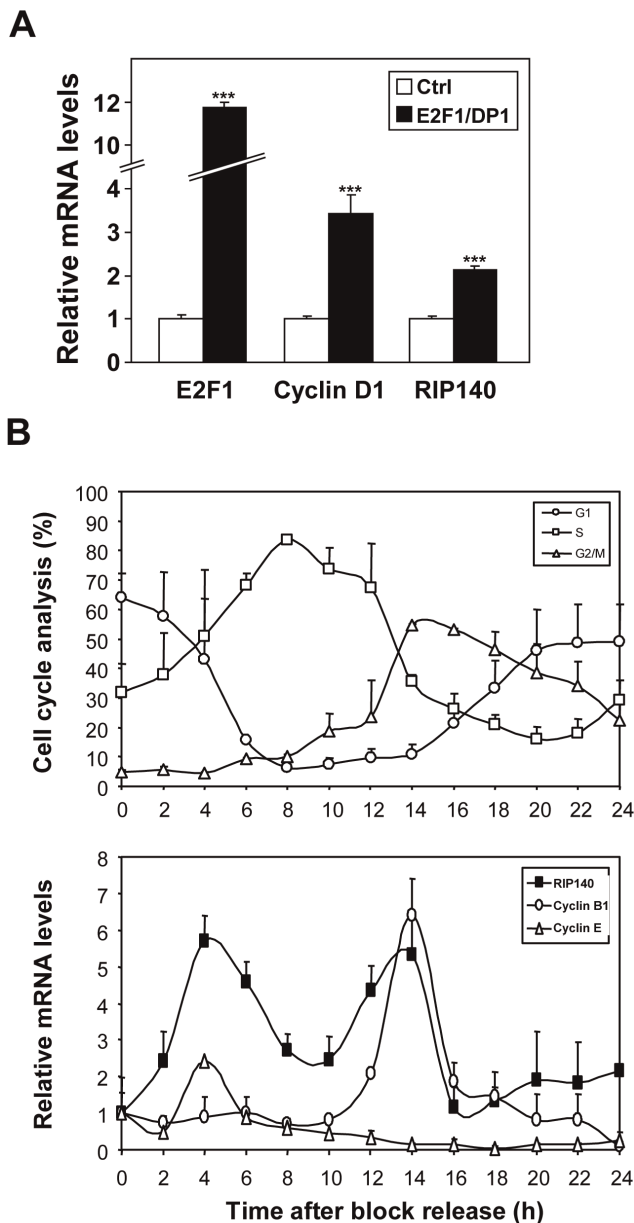 A
Relative mRNA levels
12
10
4
3
2
1
0
***
***
***
Ctrl
E2F1/DP1
E2F1 Cyclin D1 RIP140
B
Cell cycle analysis (%)
100
90
80
70
60
50
40
30
20
10
0
G1
S
G2/M
0 2 4 6 8 10 12 14 16 18 20 22 24
Relative mRNA levels
8
7
6
5
4
3
2
1
0
RIP140
Cyclin B1
Cyclin E
0 2 4 6 8 10 12 14 16 18 20 22 24
Time after block release (h)